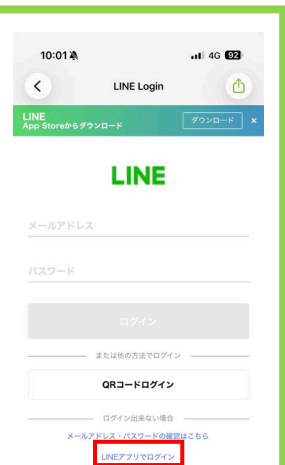 10:01 4G 92
LINE Login
LINE
App Storeからダウンロード
ダウンロード ×
LINE
メールアドレス
パスワード
ログイン
または他の方法でログイン
QRコードログイン
ログイン出来ない場合
メールアドレス・パスワードの確認はこちら
LINEアプリでログイン